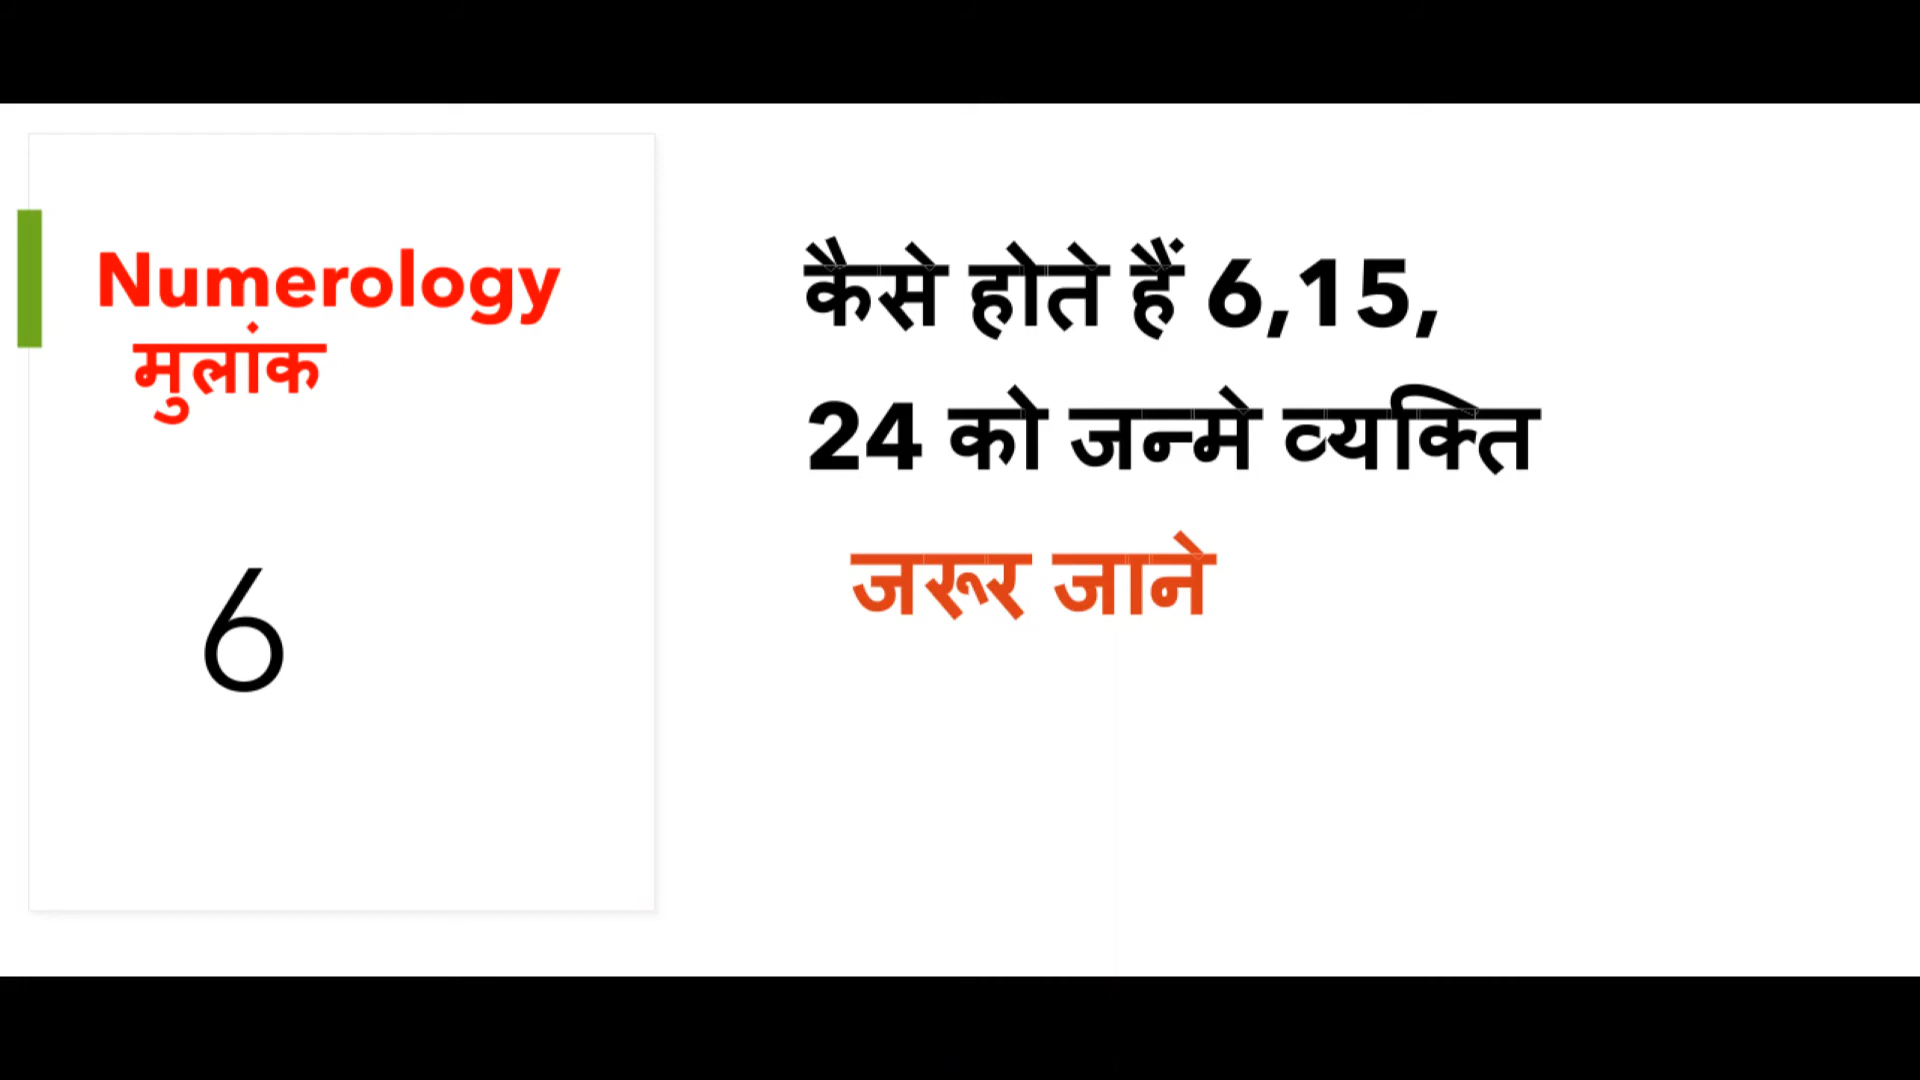 Numerology
मुलांक
6
कैसे होते हैं 6,15,
24 को जन्मे व्यक्ति
जरूर जाने